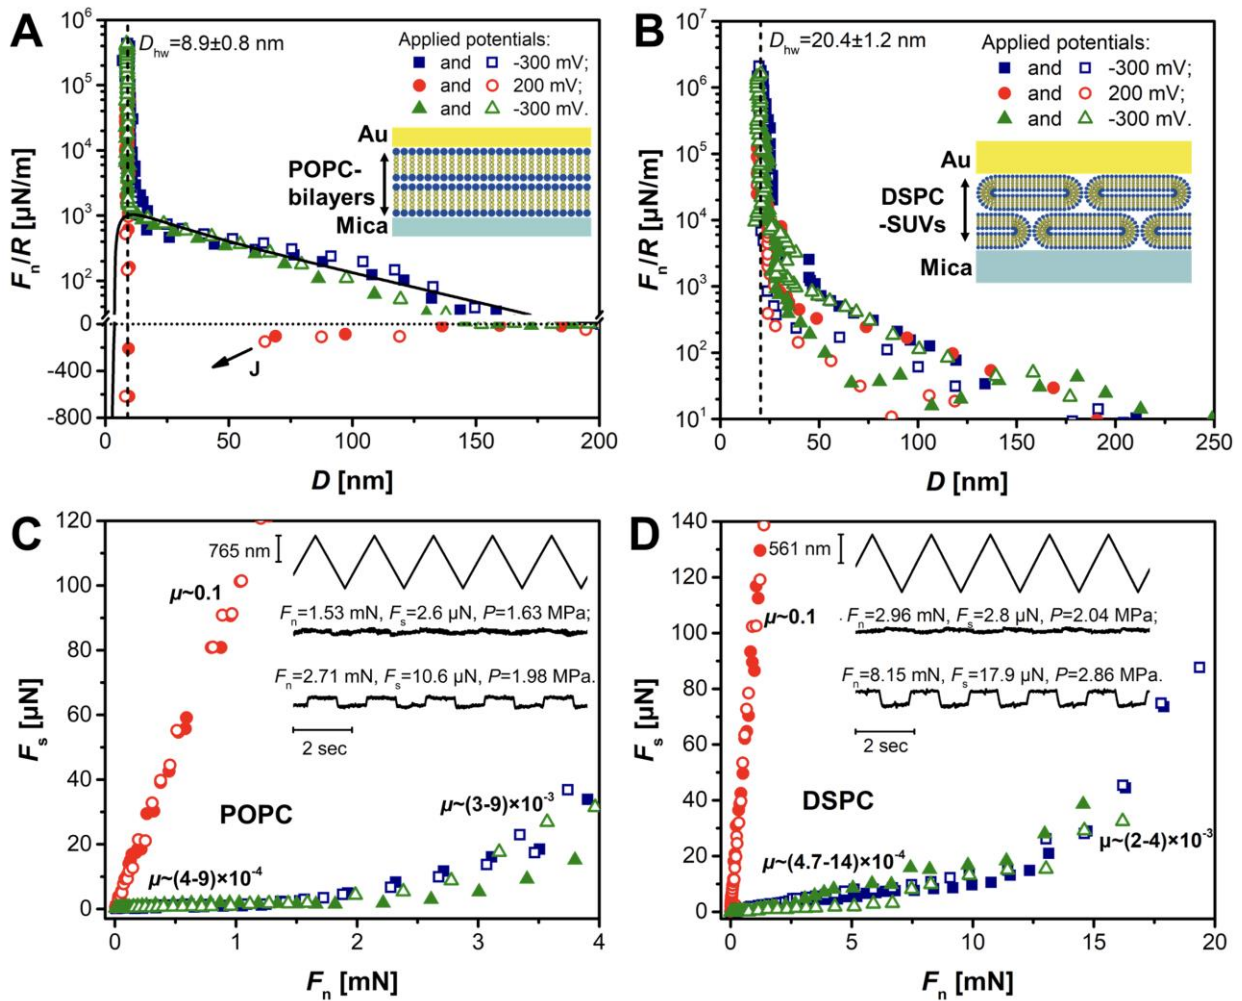 A
D_hw=8.9±0.8 nm
Applied potentials:
and -300 mV;
and 200 mV;
and -300 mV.
Au
POPC-
bilayers
Mica
J
10^6
10^5
10^4
10^3
10^2
0
-400
-800
F_n/R [µN/m]
0 50 100 150 200
D [nm]
B
D_hw=20.4±1.2 nm
Applied potentials:
and -300 mV;
and 200 mV;
and -300 mV.
Au
DSPC
-SUVs
Mica
10^7
10^6
10^5
10^4
10^3
10^2
10^1
F_n/R [µN/m]
0 50 100 150 200 250
D [nm]
C
765 nm
µ~0.1
F_n=1.53 mN, F_s=2.6 µN, P=1.63 MPa;
F_n=2.71 mN, F_s=10.6 µN, P=1.98 MPa.
2 sec
POPC
µ~(3-9)×10^-3
µ~(4-9)×10^-4
120
100
80
60
40
20
0
F_s [µN]
0 1 2 3 4
F_n [mN]
D
561 nm
µ~0.1
F_n=2.96 mN, F_s=2.8 µN, P=2.04 MPa;
F_n=8.15 mN, F_s=17.9 µN, P=2.86 MPa.
2 sec
DSPC
µ~(4.7-14)×10^-4
µ~(2-4)×10^-3
140
120
100
80
60
40
20
0
F_s [µN]
0 5 10 15 20
F_n [mN]